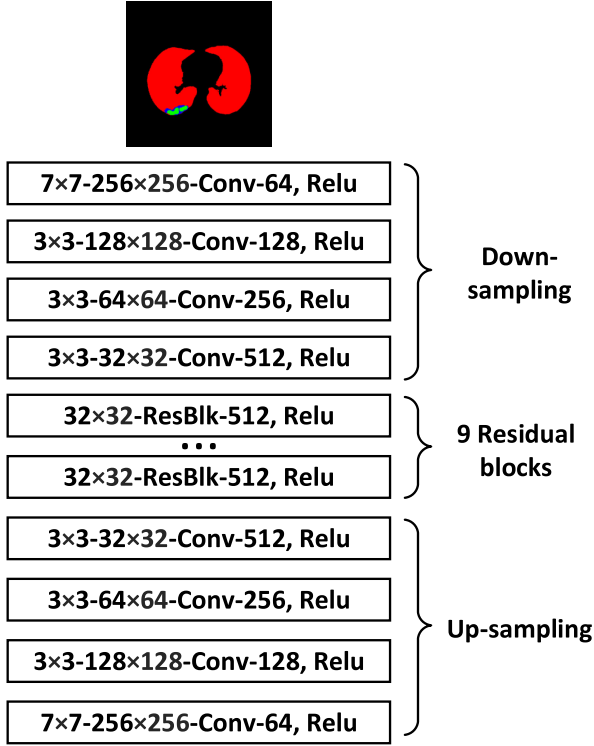 7×7-256×256-Conv-64, Relu
3×3-128×128-Conv-128, Relu
3×3-64×64-Conv-256, Relu
3×3-32×32-Conv-512, Relu
Down-
sampling
32×32-ResBlk-512, Relu
...
32×32-ResBlk-512, Relu
9 Residual
blocks
3×3-32×32-Conv-512, Relu
3×3-64×64-Conv-256, Relu
3×3-128×128-Conv-128, Relu
7×7-256×256-Conv-64, Relu
Up-sampling